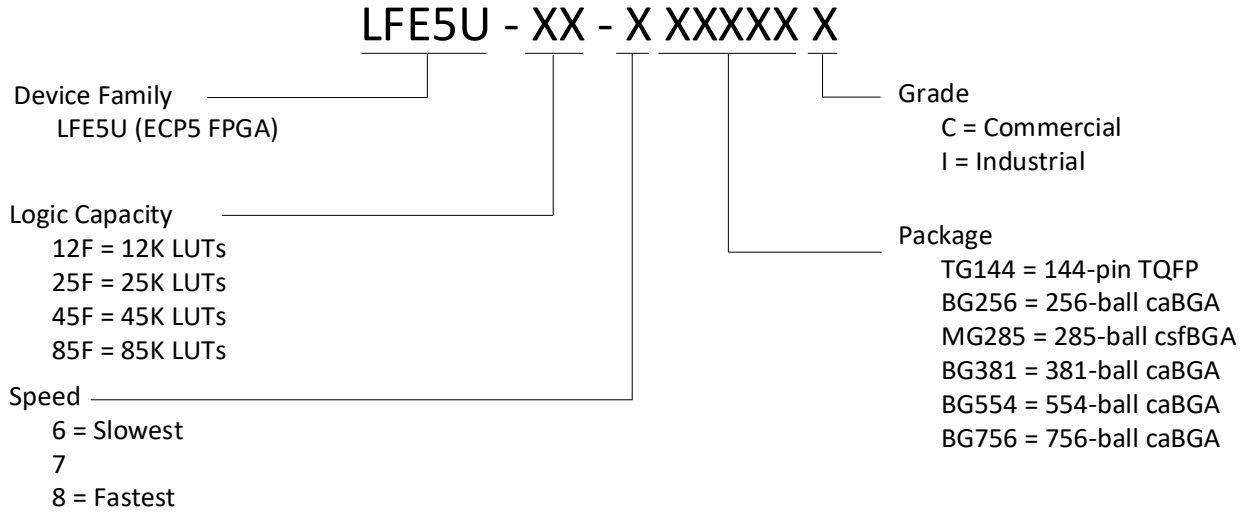 LFE5U - XX - X XXXXX X
Device Family
LFE5U (ECP5 FPGA)
Logic Capacity
12F = 12K LUTs
25F = 25K LUTs
45F = 45K LUTs
85F = 85K LUTs
Speed
6 = Slowest
7
8 = Fastest
Grade
C = Commercial
I = Industrial
Package
TG144 = 144-pin TQFP
BG256 = 256-ball caBGA
MG285 = 285-ball csfBGA
BG381 = 381-ball caBGA
BG554 = 554-ball caBGA
BG756 = 756-ball caBGA